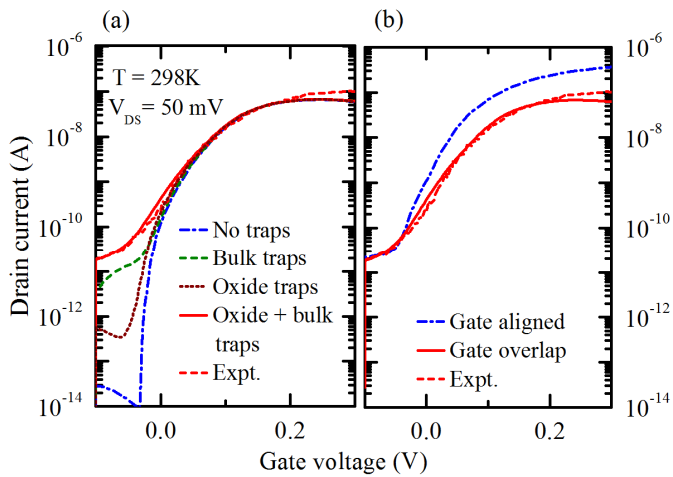 (a)
(b)
10-6
10-8
10-10
10-12
10-14
Drain current (A)
T = 298K
VDS= 50 mV
No traps
Bulk traps
Oxide traps
Oxide + bulk
traps
Expt.
0.0
0.2
Gate aligned
Gate overlap
Expt.
0.0
0.2
10-6
10-8
10-10
10-12
10-14
Gate voltage (V)